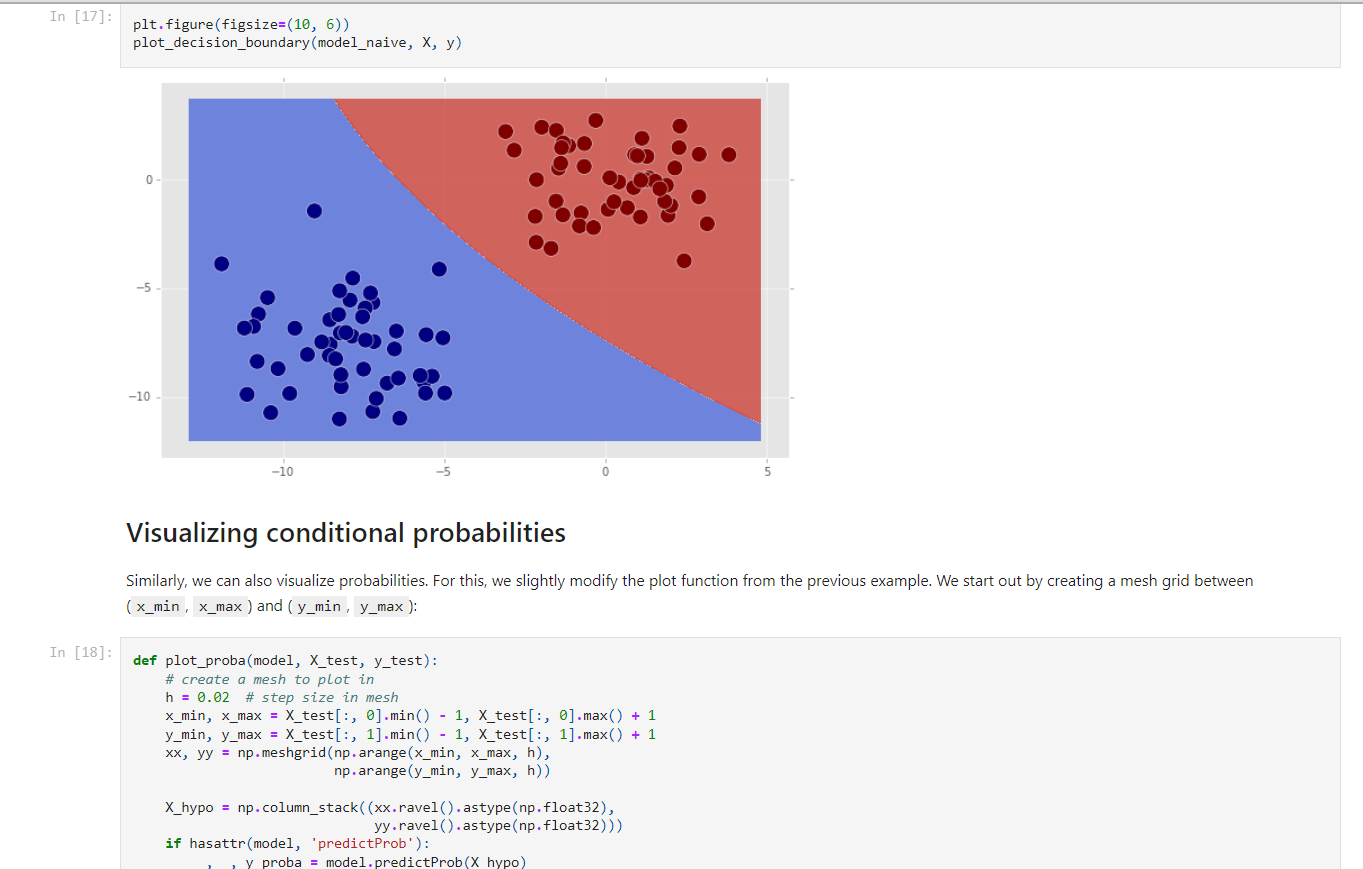 In [17]:
plt.figure(figsize=(10, 6))
plot_decision_boundary(model_naive, X, y)
0
−5
−10
−10
−5
0
5
Visualizing conditional probabilities
Similarly, we can also visualize probabilities. For this, we slightly modify the plot function from the previous example. We start out by creating a mesh grid between
( x_min , x_max ) and ( y_min , y_max ):
In [18]:
def plot_proba(model, X_test, y_test):
    # create a mesh to plot in
    h = 0.02  # step size in mesh
    x_min, x_max = X_test[:, 0].min() - 1, X_test[:, 0].max() + 1
    y_min, y_max = X_test[:, 1].min() - 1, X_test[:, 1].max() + 1
    xx, yy = np.meshgrid(np.arange(x_min, x_max, h),
                         np.arange(y_min, y_max, h))
    X_hypo = np.column_stack((xx.ravel().astype(np.float32),
                              yy.ravel().astype(np.float32)))
    if hasattr(model, 'predictProb'):
        _, _, y_proba = model.predictProb(X_hypo)